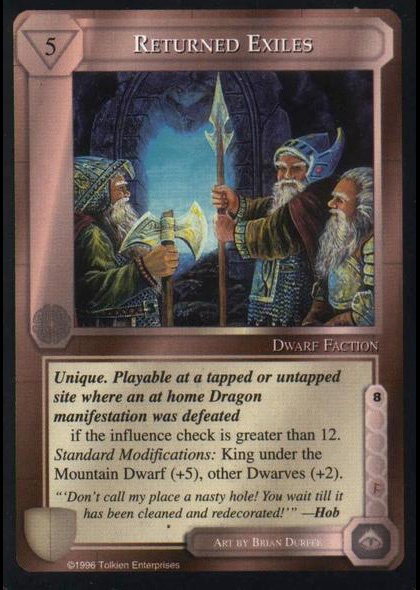 5
RETURNED EXILES
DWARF FACTION
Unique. Playable at a tapped or untapped
site where an at home Dragon
manifestation was defeated
if the influence check is greater than 12.
Standard Modifications: King under the
Mountain Dwarf (+5), other Dwarves (+2).
"'Don't call my place a nasty hole! You wait till it
has been cleaned and redecorated!'" —Hob
8
F
ART BY BRIAN DURFEE
©1996 Tolkien Enterprises